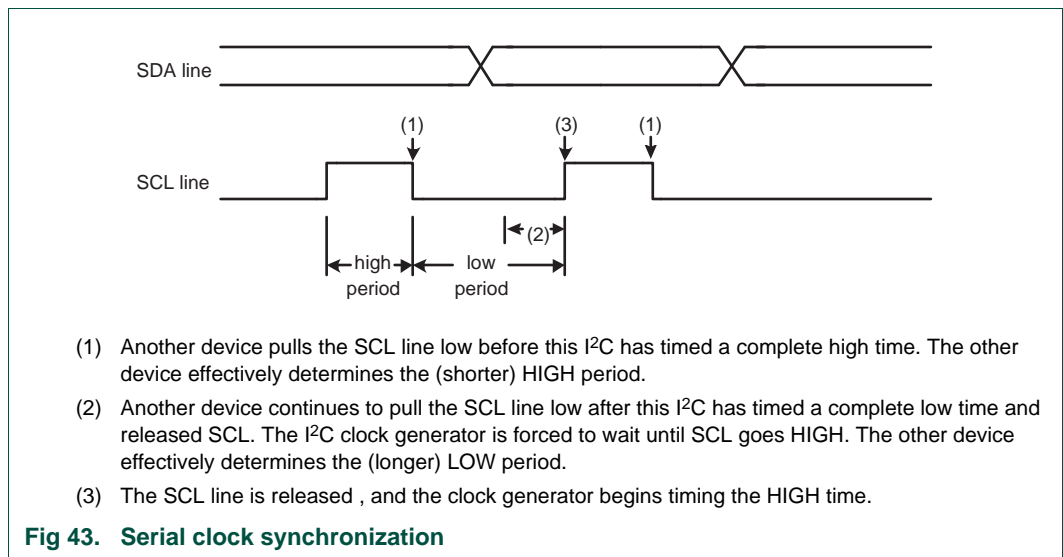 SDA line
(1) (3) (1)
SCL line
(2)
high period
low period
(1) Another device pulls the SCL line low before this I2C has timed a complete high time. The other
device effectively determines the (shorter) HIGH period.
(2) Another device continues to pull the SCL line low after this I2C has timed a complete low time and
released SCL. The I2C clock generator is forced to wait until SCL goes HIGH. The other device
effectively determines the (longer) LOW period.
(3) The SCL line is released , and the clock generator begins timing the HIGH time.
Fig 43. Serial clock synchronization